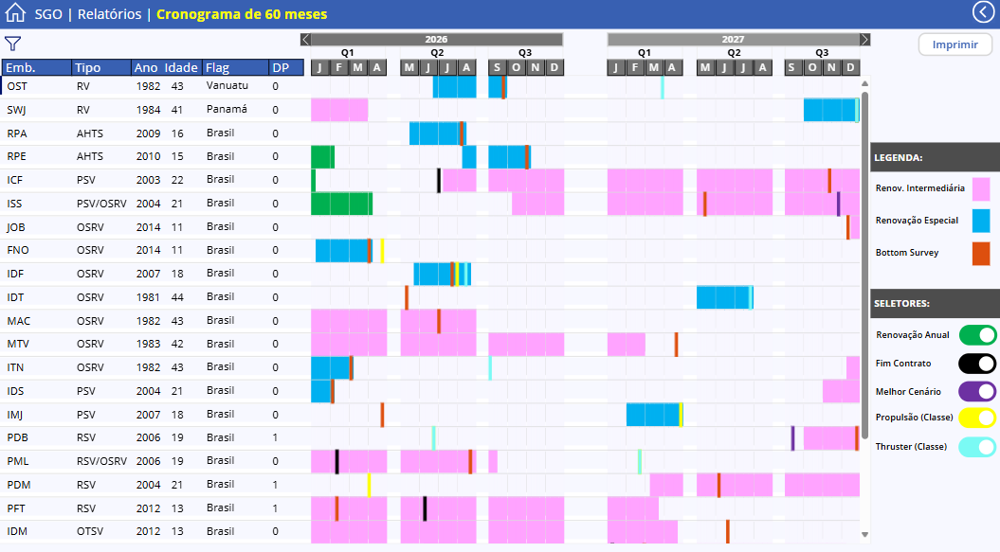 SGO | Relatórios | Cronograma de 60 meses
2026 2027
Imprimir
Q1 Q2 Q3 Q1 Q2 Q3
Emb. Tipo Ano Idade Flag DP J F M A M J J A S O N D J F M A M J J A S O N D
OST RV 1982 43 Vanuatu 0
SWJ RV 1984 41 Panamá 0
RPA AHTS 2009 16 Brasil 0
RPE AHTS 2010 15 Brasil 0
ICF PSV 2003 22 Brasil 0
ISS PSV/OSRV 2004 21 Brasil 0
JOB OSRV 2014 11 Brasil 0
FNO OSRV 2014 11 Brasil 0
IDF OSRV 2007 18 Brasil 0
IDT OSRV 1981 44 Brasil 0
MAC OSRV 1982 43 Brasil 0
MTV OSRV 1983 42 Brasil 0
ITN OSRV 1982 43 Brasil 0
IDS PSV 2004 21 Brasil 0
IMJ PSV 2007 18 Brasil 0
PDB RSV 2006 19 Brasil 1
PML RSV/OSRV 2006 19 Brasil 0
PDM RSV 2004 21 Brasil 1
PFT RSV 2012 13 Brasil 1
IDM OTSV 2012 13 Brasil 0
LEGENDA:
Renov. Intermediária
Renovação Especial
Bottom Survey
SELETORES:
Renovação Anual
Fim Contrato
Melhor Cenário
Propulsão (Classe)
Thruster (Classe)